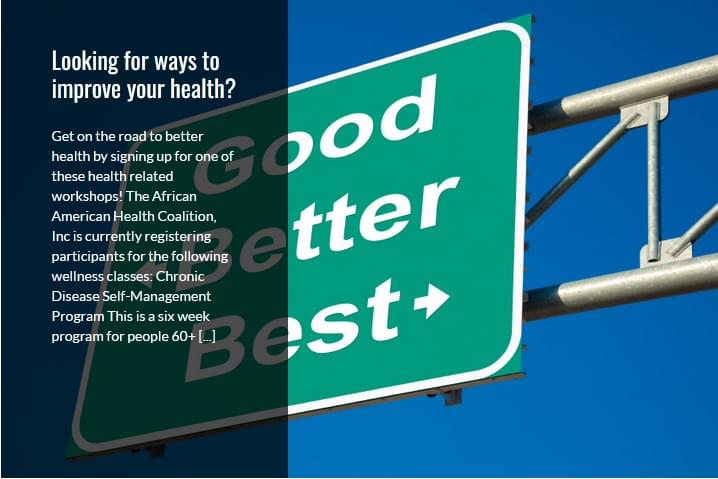 Looking for ways to
improve your health?
Get on the road to better
health by signing up for one of
these health related
workshops! The African
American Health Coalition,
Inc is currently registering
participants for the following
wellness classes: Chronic
Disease Self-Management
Program This is a six week
program for people 60+ [...]
Good
Better
Best→